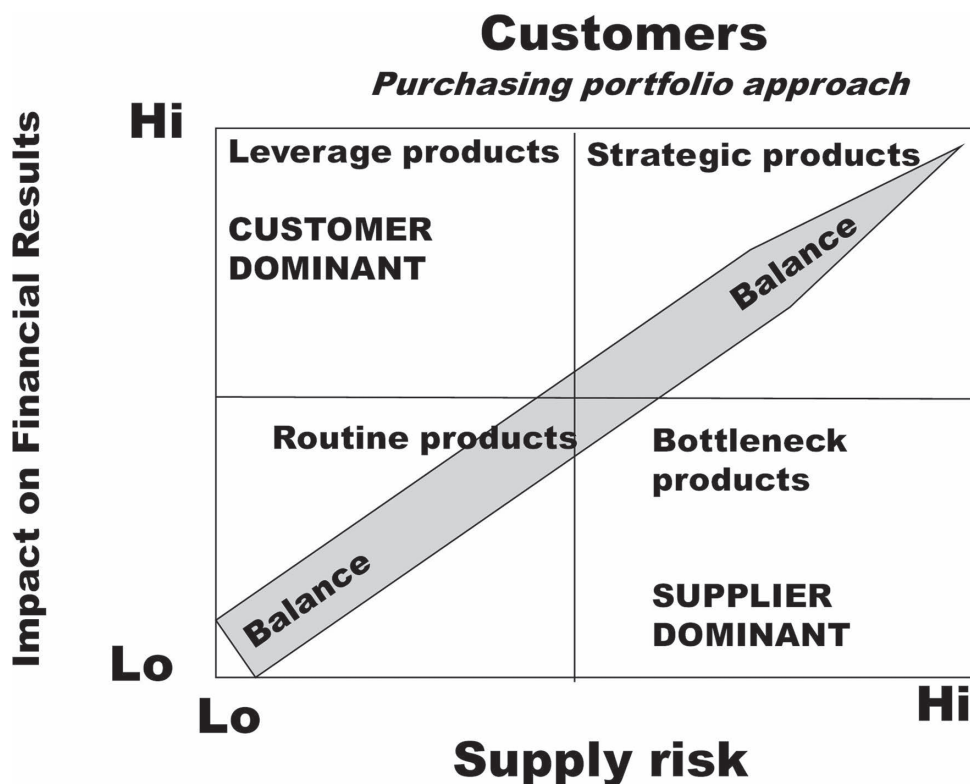 Customers
Purchasing portfolio approach
Hi
Leverage products
Strategic products
CUSTOMER
DOMINANT
Balance
Impact on Financial Results
Routine products
Bottleneck
products
Balance
SUPPLIER
DOMINANT
Lo
Lo
Hi
Supply risk